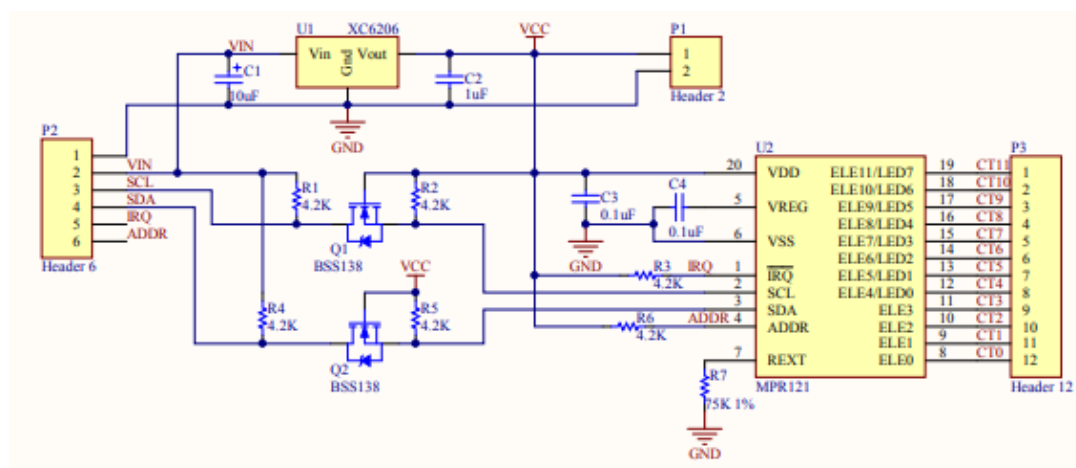 U1 XC6206
VIN
Vin Vout
Gnd
C1
10uF
C2
1uF
GND
VCC
P1
1
2
Header 2
P2
1
2
3
4
5
6
VIN
SCL
SDA
IRQ
ADDR
Header 6
R1
4.2K
Q1
BSS138
R2
4.2K
R4
4.2K
Q2
BSS138
VCC
R5
4.2K
C3
0.1uF
C4
0.1uF
GND
R3
4.2K
IRQ
R6
4.2K
ADDR
R7
75K 1%
GND
U2
20 VDD
5 VREG
6 VSS
1 IRQ
2 SCL
3 SDA
4 ADDR
7 REXT
ELE11/LED7 19 CT11 1
ELE10/LED6 18 CT10 2
ELE9/LED5 17 CT9 3
ELE8/LED4 16 CT8 4
ELE7/LED3 15 CT7 5
ELE6/LED2 14 CT6 6
ELE5/LED1 13 CT5 7
ELE4/LED0 12 CT4 8
ELE3 11 CT3 9
ELE2 10 CT2 10
ELE1 9 CT1 11
ELE0 8 CT0 12
MPR121
P3
Header 12